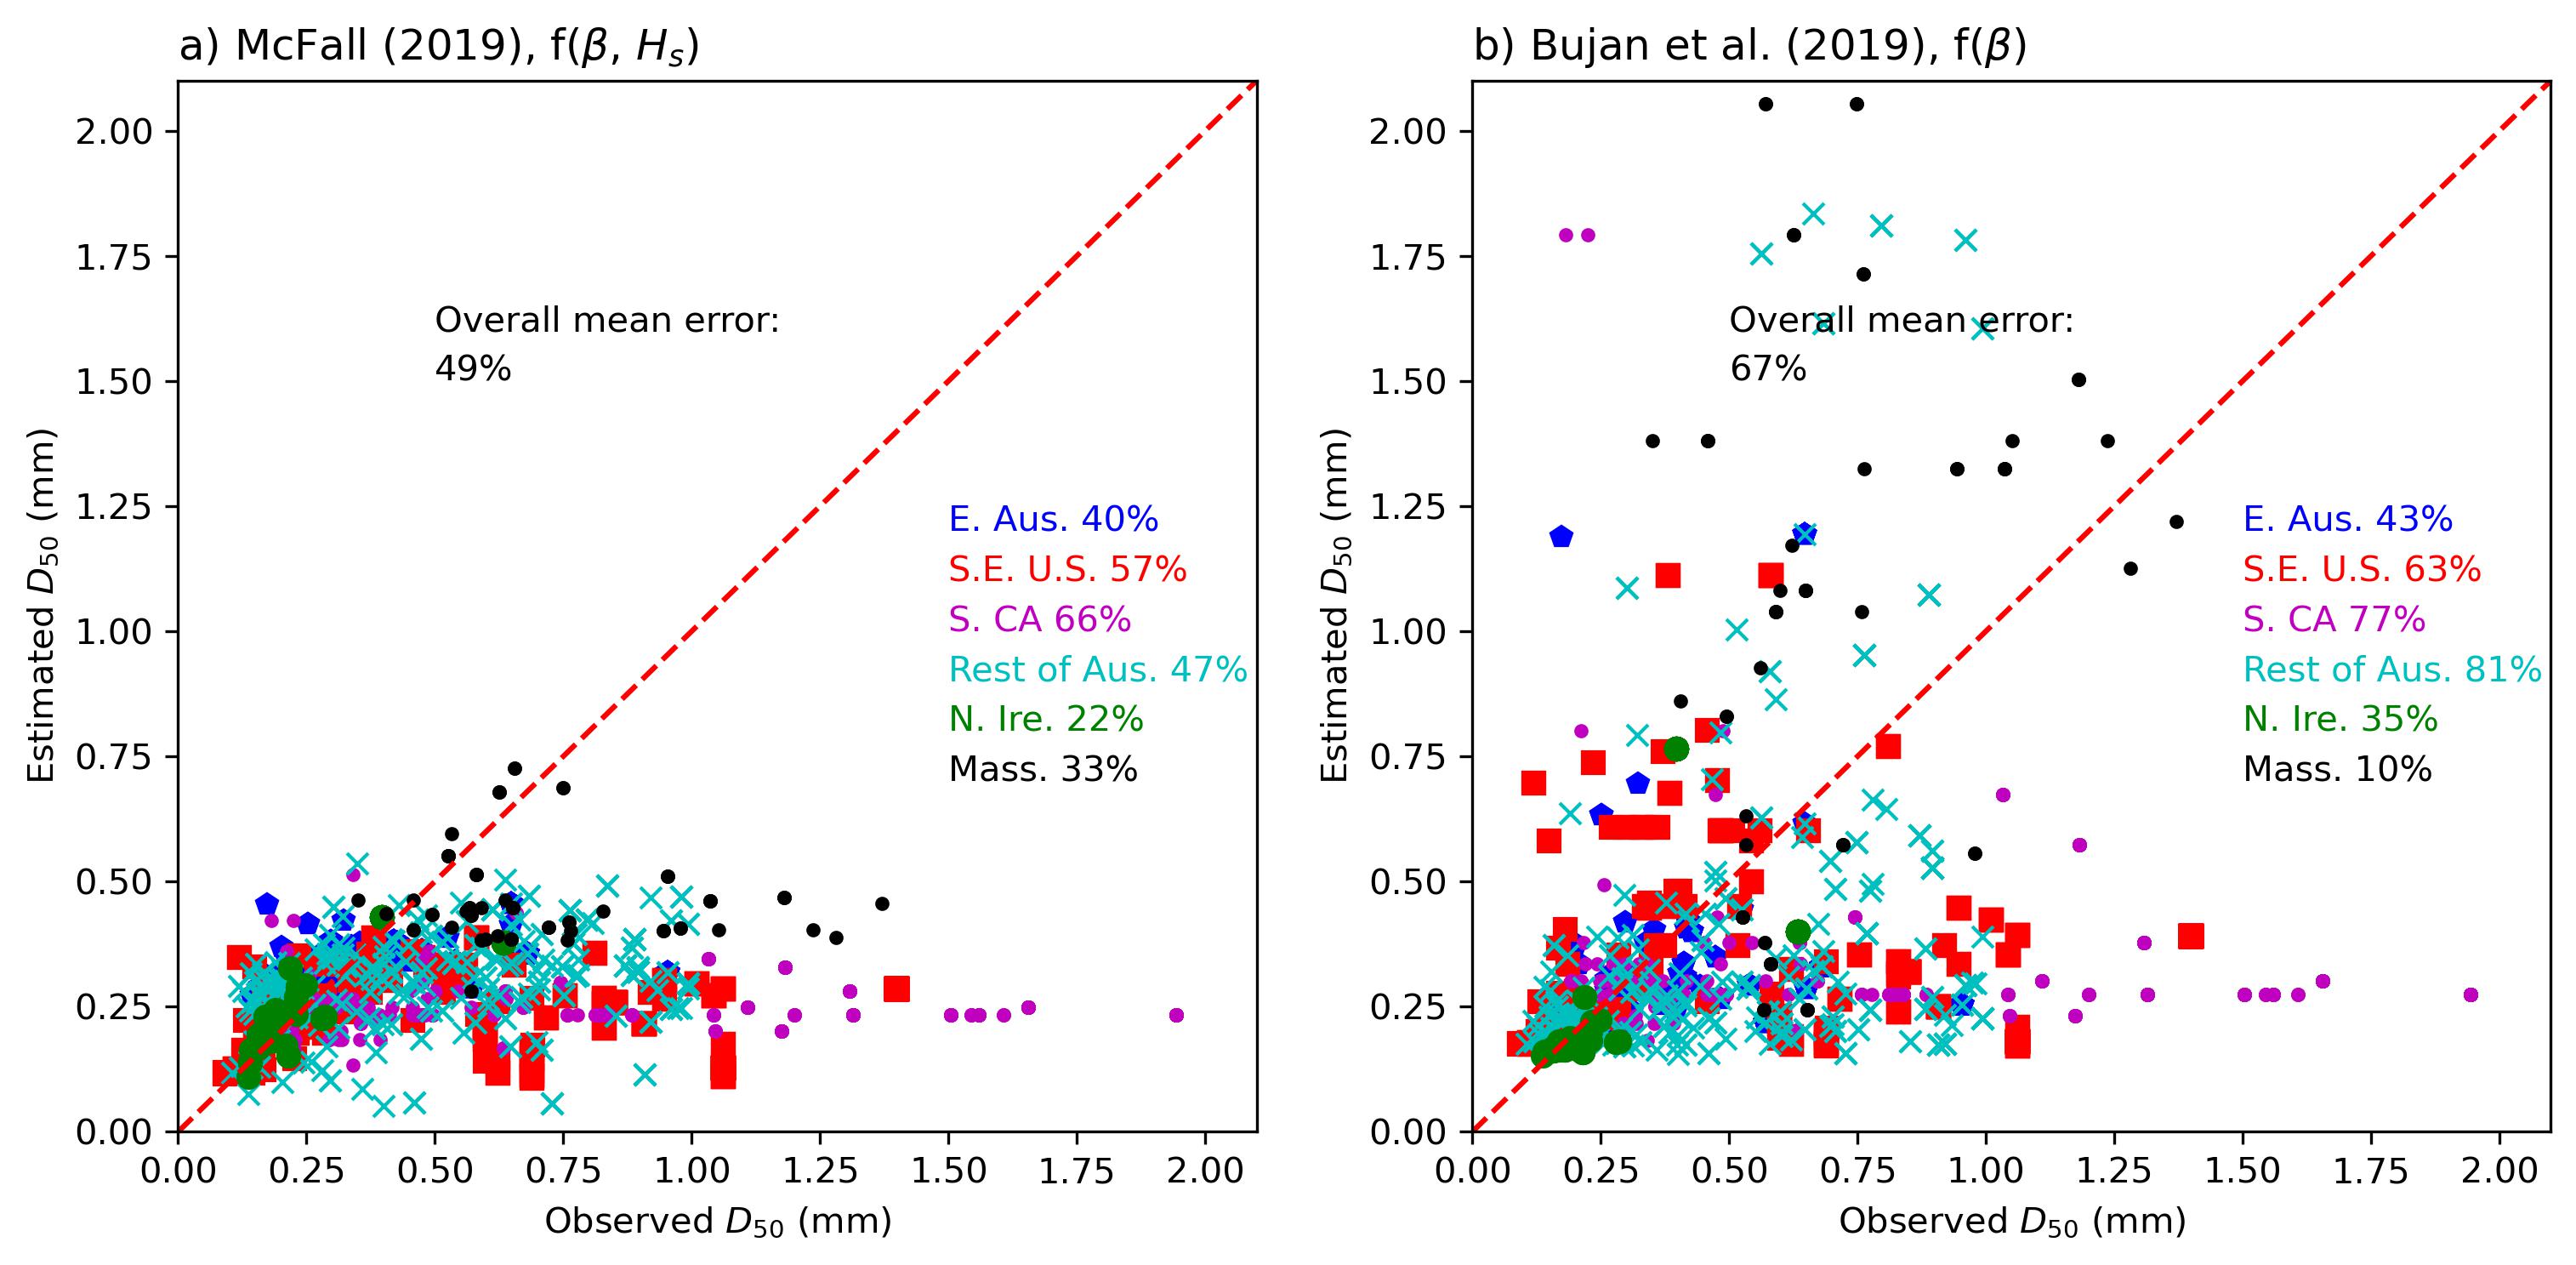 a) McFall (2019), f(β, Hₛ)
2.00
1.75
1.50
1.25
1.00
0.75
0.50
0.25
0.00
Estimated D₅₀ (mm)
Overall mean error:
49%
E. Aus. 40%
S.E. U.S. 57%
S. CA 66%
Rest of Aus. 47%
N. Ire. 22%
Mass. 33%
0.00 0.25 0.50 0.75 1.00 1.25 1.50 1.75 2.00
Observed D₅₀ (mm)
b) Bujan et al. (2019), f(β)
2.00
1.75
1.50
1.25
1.00
0.75
0.50
0.25
0.00
Estimated D₅₀ (mm)
Overall mean error:
67%
E. Aus. 43%
S.E. U.S. 63%
S. CA 77%
Rest of Aus. 81%
N. Ire. 35%
Mass. 10%
0.00 0.25 0.50 0.75 1.00 1.25 1.50 1.75 2.00
Observed D₅₀ (mm)